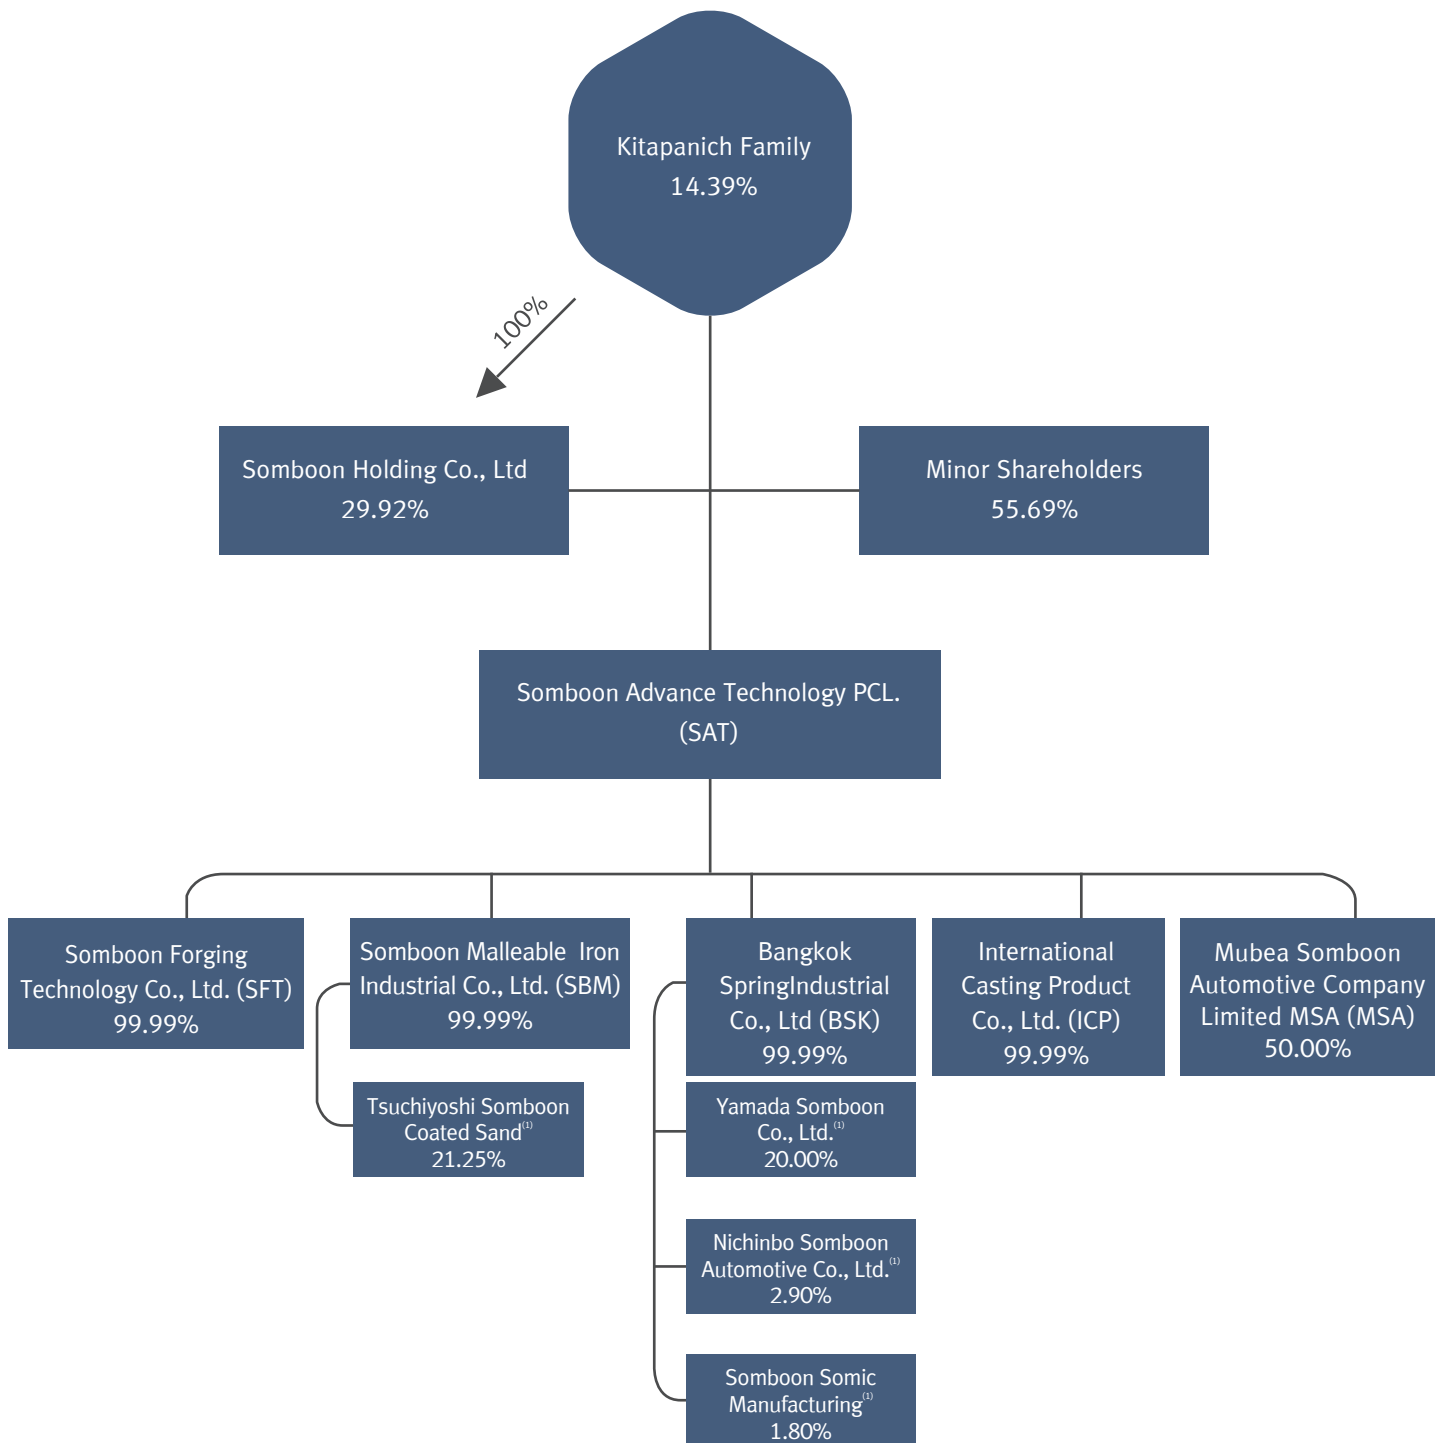 Kitapanich Family
14.39%
100%
Somboon Holding Co., Ltd
29.92%
Minor Shareholders
55.69%
Somboon Advance Technology PCL.
(SAT)
Somboon Forging
Technology Co., Ltd. (SFT)
99.99%
Somboon Malleable Iron
Industrial Co., Ltd. (SBM)
99.99%
Bangkok
SpringIndustrial
Co., Ltd (BSK)
99.99%
International
Casting Product
Co., Ltd. (ICP)
99.99%
Mubea Somboon
Automotive Company
Limited MSA (MSA)
50.00%
Tsuchiyoshi Somboon
Coated Sand(1)
21.25%
Yamada Somboon
Co., Ltd.(1)
20.00%
Nichinbo Somboon
Automotive Co., Ltd.(1)
2.90%
Somboon Somic
Manufacturing(1)
1.80%